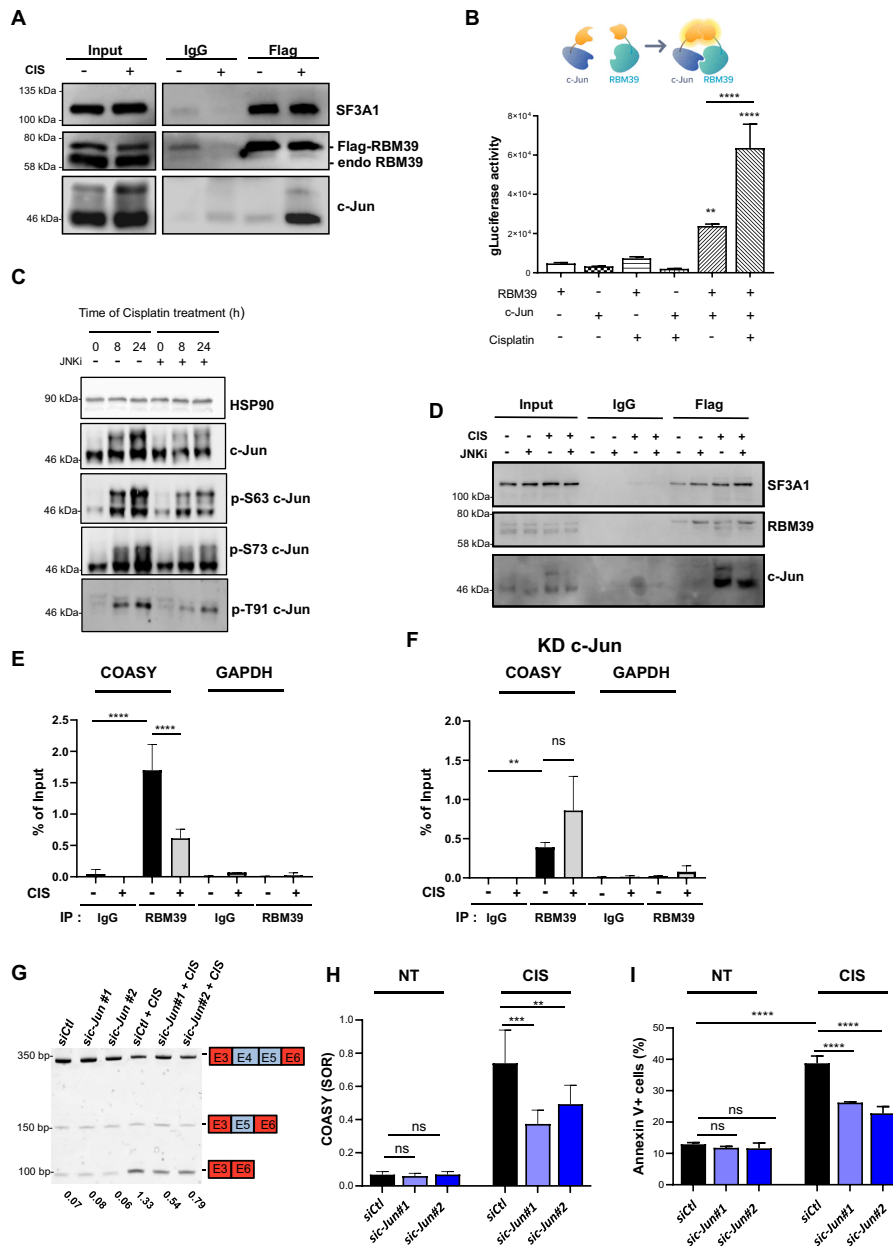 A
Input
IgG
Flag
CIS
-
+
-
+
-
+
135 kDa
100 kDa
SF3A1
80 kDa
58 kDa
Flag-RBM39
endo RBM39
46 kDa
c-Jun
B
c-Jun
RBM39
c-Jun
RBM39
****
****
**
8×10⁴
6×10⁴
4×10⁴
2×10⁴
0
gLuciferase activity
RBM39 + - + - + +
c-Jun - + - + + +
Cisplatin - - + + - +
C
Time of Cisplatin treatment (h)
0 8 24 0 8 24
JNKi - - - + + +
90 kDa
HSP90
46 kDa
c-Jun
46 kDa
p-S63 c-Jun
p-S73 c-Jun
46 kDa
p-T91 c-Jun
D
Input
IgG
Flag
CIS - - + + - - + + - - + +
JNKi - + - + - + - + - + - +
100 kDa
SF3A1
80 kDa
58 kDa
RBM39
46 kDa
c-Jun
E
COASY
GAPDH
****
****
2.5
2.0
1.5
1.0
0.5
0.0
% of Input
CIS - + - + - + - +
IP : IgG RBM39 IgG RBM39
F
KD c-Jun
COASY
GAPDH
ns
**
2.0
1.5
1.0
0.5
0.0
% of Input
CIS - + - + - + - +
IP : IgG RBM39 IgG RBM39
G
siCtl
sic-Jun #1
sic-Jun #2
siCtl + CIS
sic-Jun#1 + CIS
sic-Jun#2 + CIS
350 bp
E3 E4 E5 E6
150 bp
E3 E5 E6
100 bp
E3 E6
0.07
0.08
0.06
1.33
0.54
0.79
H
NT
CIS
**
***
ns
ns
1.0
0.8
0.6
0.4
0.2
0.0
COASY (SOR)
siCtl
sic-Jun#1
sic-Jun#2
siCtl
sic-Jun#1
sic-Jun#2
I
NT
CIS
****
****
****
ns
ns
50
40
30
20
10
0
Annexin V+ cells (%)
siCtl
sic-Jun#1
sic-Jun#2
siCtl
sic-Jun#1
sic-Jun#2